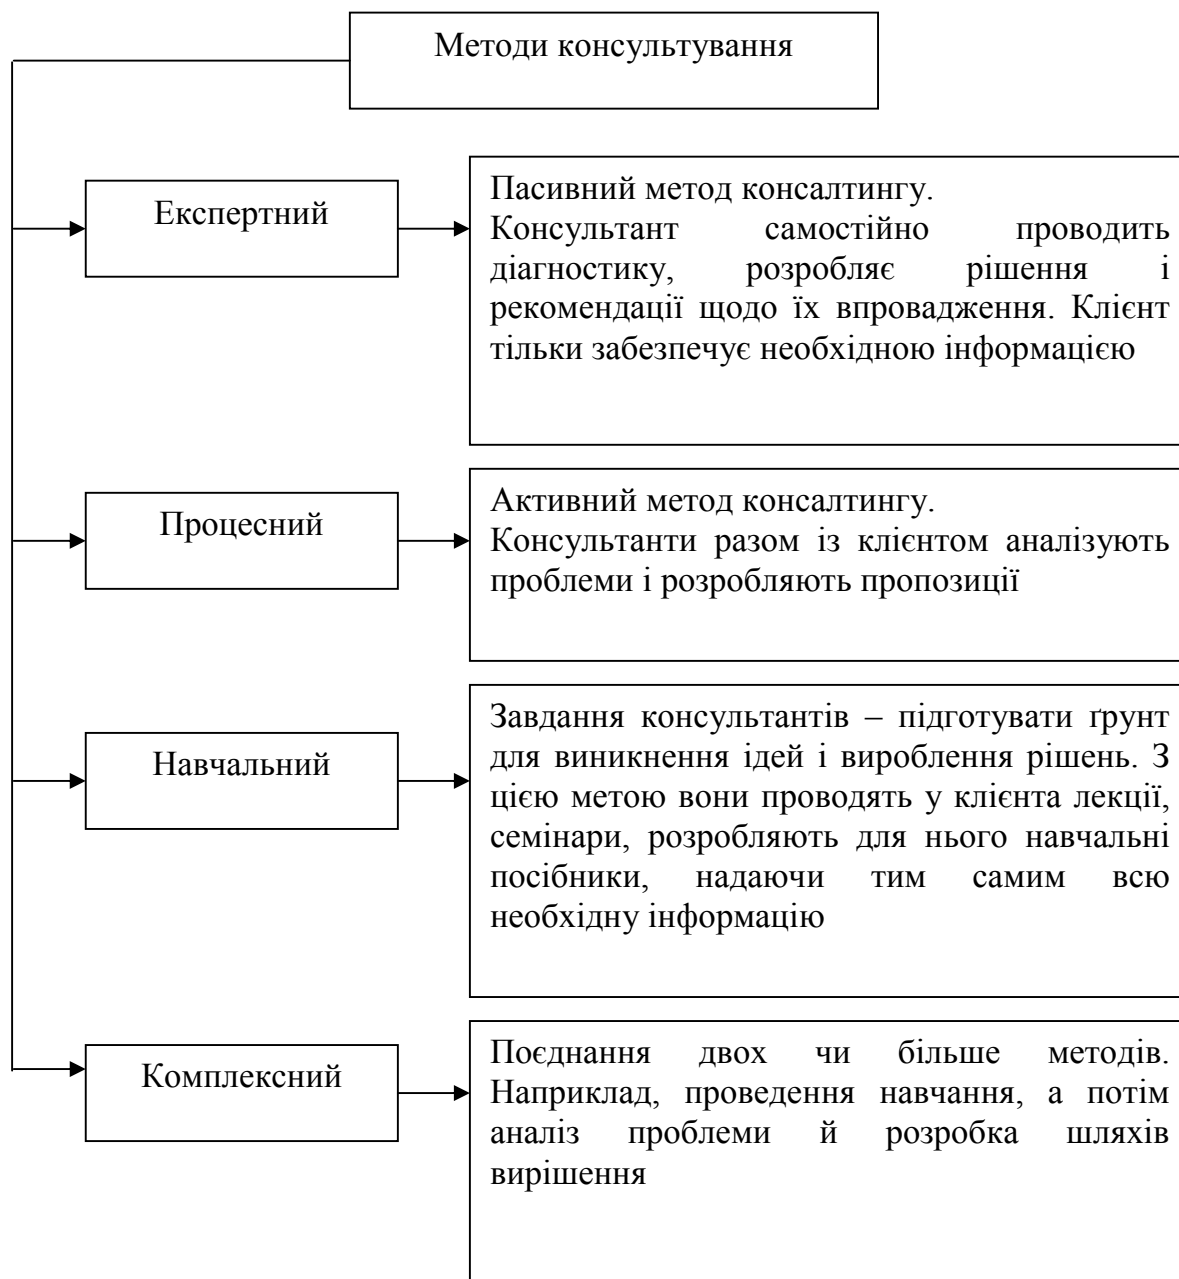 Методи консультування
Експертний
Пасивний метод консалтингу.
Консультант самостійно проводить
діагностику, розробляє рішення і
рекомендації щодо їх впровадження. Клієнт
тільки забезпечує необхідною інформацією
Процесний
Активний метод консалтингу.
Консультанти разом із клієнтом аналізують
проблеми і розробляють пропозиції
Навчальний
Завдання консультантів – підготувати ґрунт
для виникнення ідей і вироблення рішень. З
цією метою вони проводять у клієнта лекції,
семінари, розробляють для нього навчальні
посібники, надаючи тим самим всю
необхідну інформацію
Комплексний
Поєднання двох чи більше методів.
Наприклад, проведення навчання, а потім
аналіз проблеми й розробка шляхів
вирішення